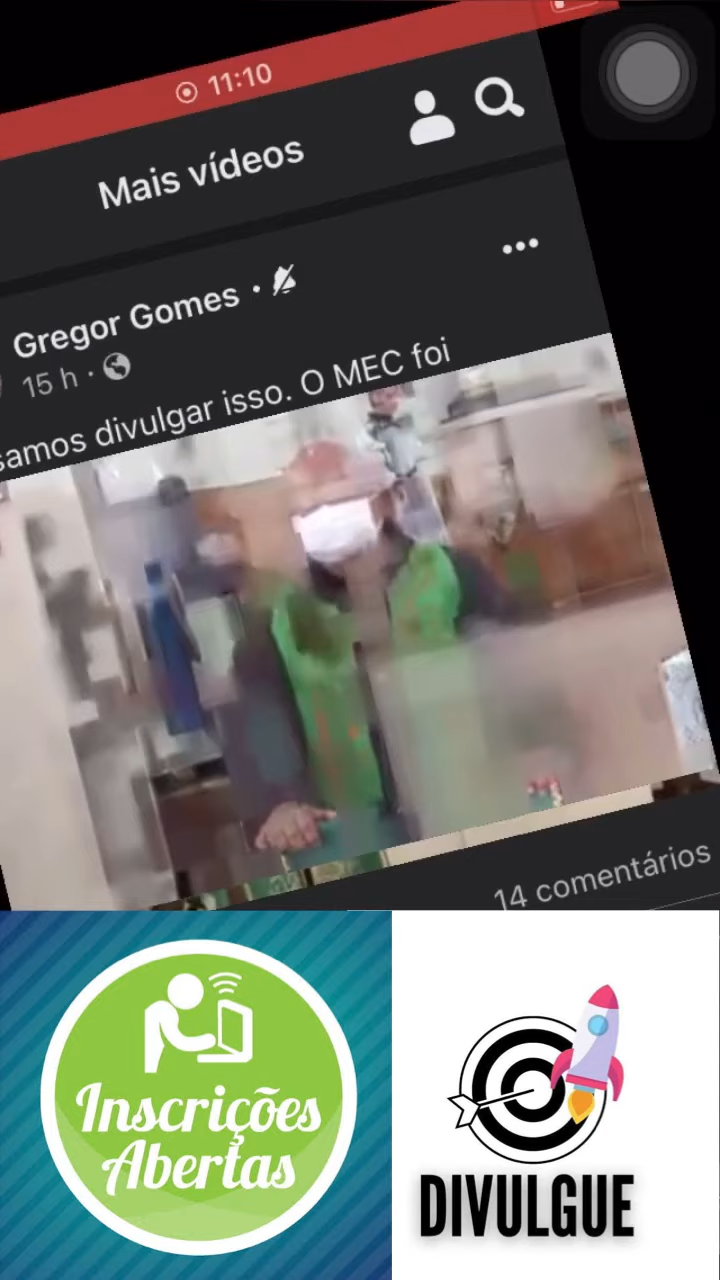 11:10
Mais vídeos
Gregor Gomes
15 h
samos divulgar isso. O MEC foi
14 comentários
Inscrições
Abertas
DIVULGUE